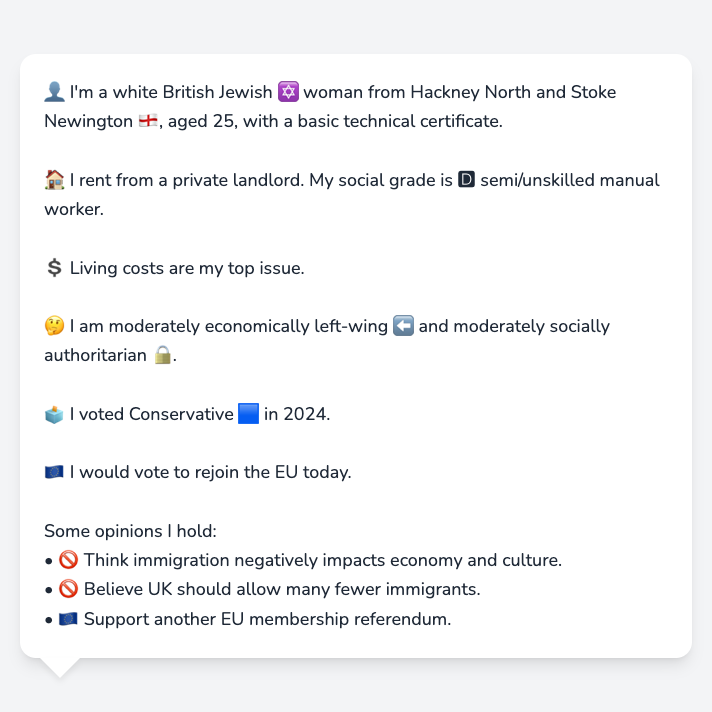 👤 I'm a white British Jewish ✡️ woman from Hackney North and Stoke
Newington 🏴󠁧󠁢󠁥󠁮󠁧󠁿, aged 25, with a basic technical certificate.
🏠 I rent from a private landlord. My social grade is 🅳 semi/unskilled manual
worker.
💲 Living costs are my top issue.
🤔 I am moderately economically left-wing ⬅️ and moderately socially
authoritarian 🔒.
🗳️ I voted Conservative 🟦 in 2024.
🇪🇺 I would vote to rejoin the EU today.
Some opinions I hold:
• 🚫 Think immigration negatively impacts economy and culture.
• 🚫 Believe UK should allow many fewer immigrants.
• 🇪🇺 Support another EU membership referendum.